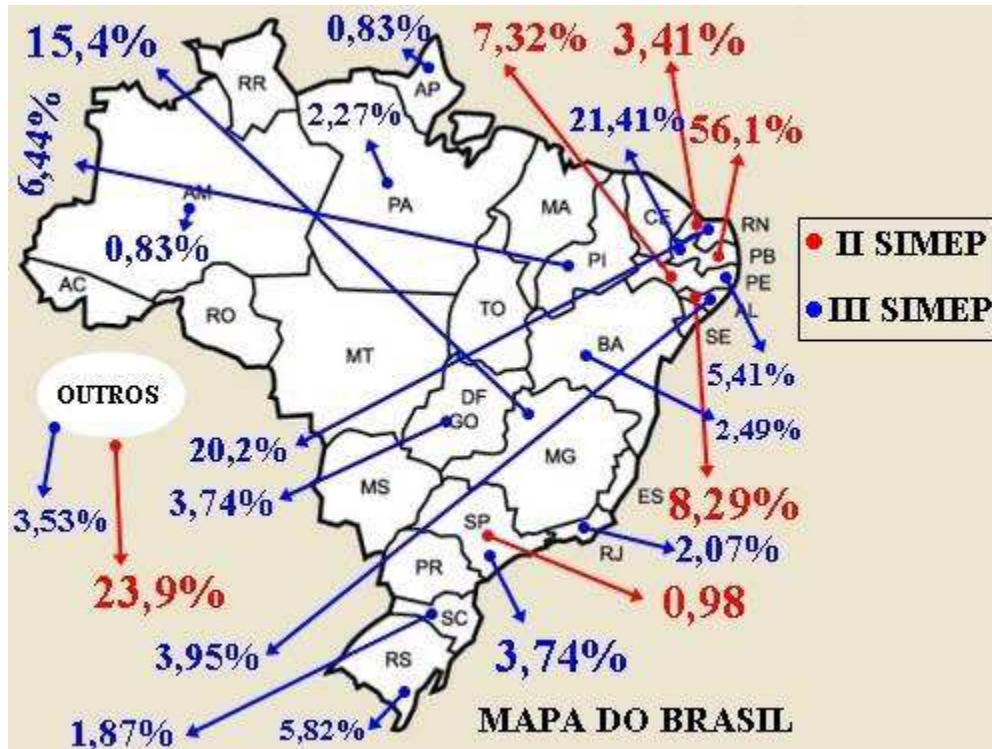 15,4%
0,83%
7,32%
3,41%
RR
AP
6,44%
2,27%
21,41%
56,1%
AM
PA
MA
CE
RN
II SIMEP
0,83%
PI
PB
AC
PE
III SIMEP
RO
TO
AL
MT
BA
SE
OUTROS
DF
5,41%
GO
2,49%
20,2%
MG
3,74%
MS
ES
8,29%
3,53%
SP
2,07%
RJ
PR
23,9%
0,98
SC
3,95%
RS
3,74%
1,87%
5,82%
MAPA DO BRASIL